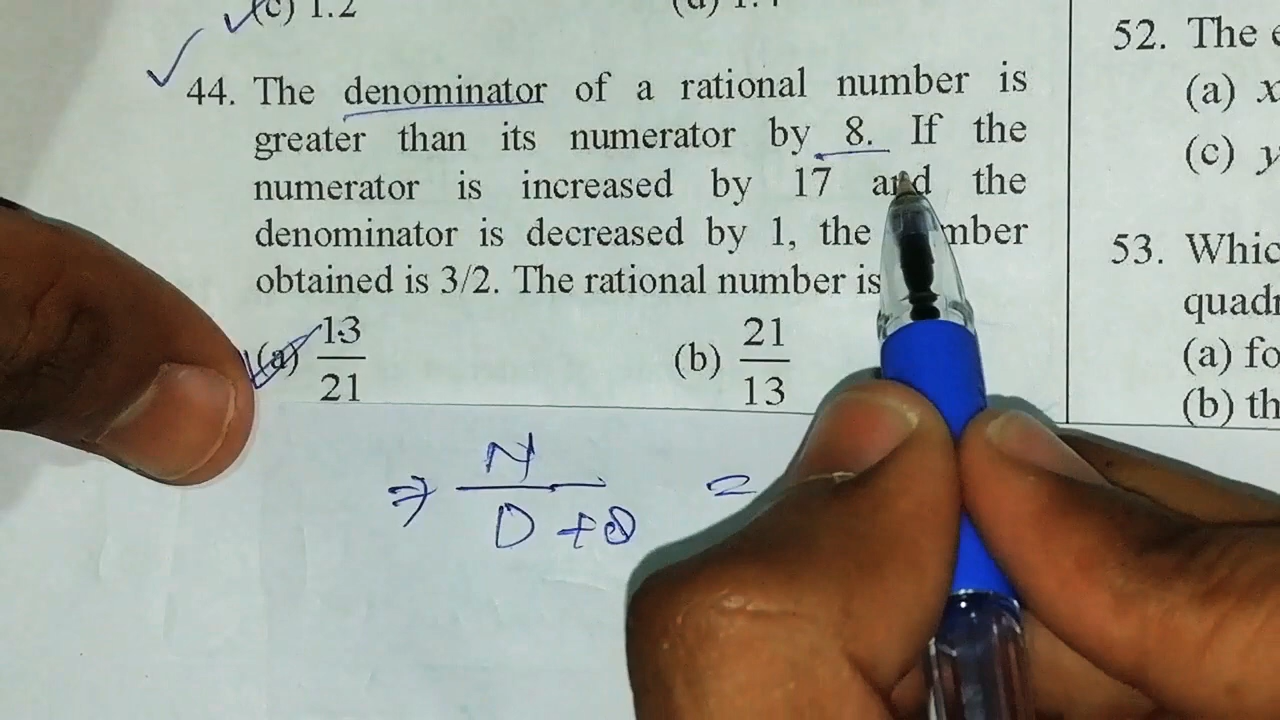 (c) 1.2
44. The denominator of a rational number is
greater than its numerator by 8. If the
numerator is increased by 17 and the
denominator is decreased by 1, the
obtained is 3/2. The rational number is
(a) 13/21 (b) 21/13
⇒ N/D+8 =
52. The
(a) x
(c) y
53.
(a) fo
(b) th